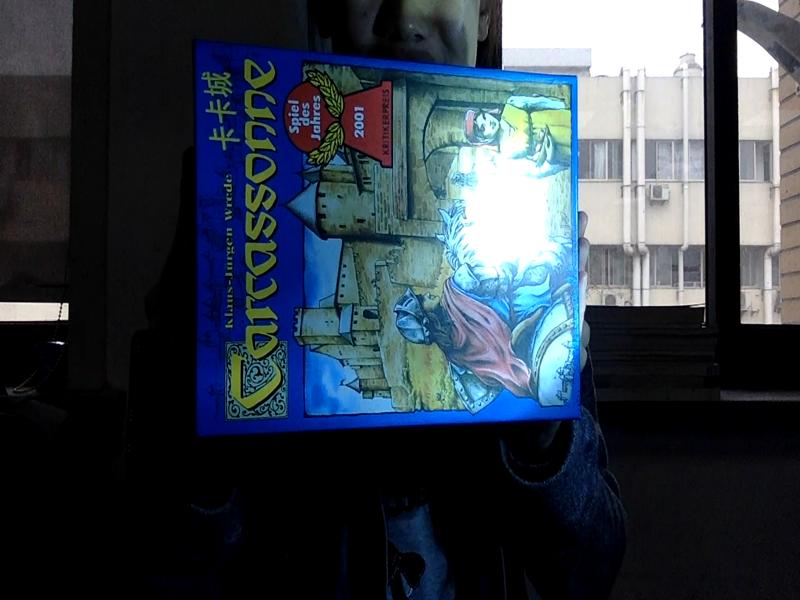 卡卡城
Klaus-Jürgen Wrede
Carcassonne
Spiel
des
Jahres
2001
KRITIKERPREIS